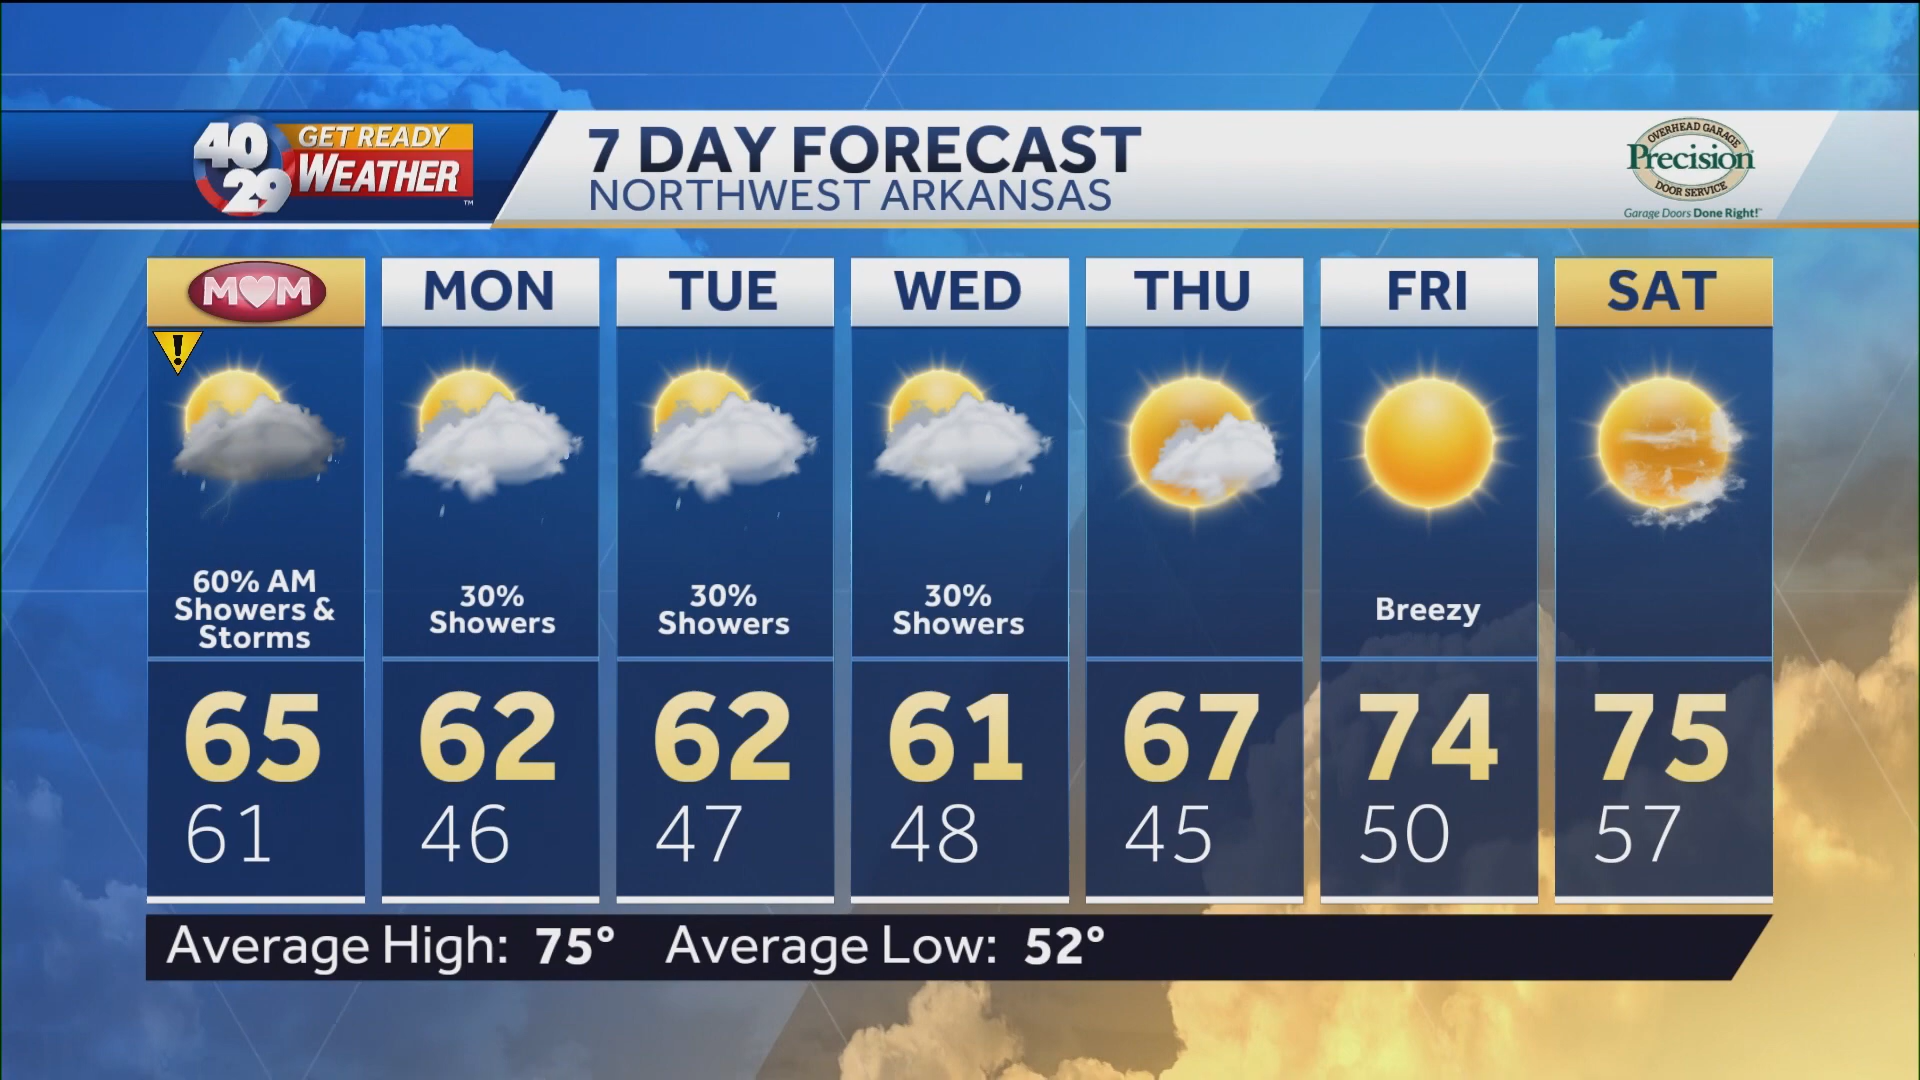 40
29
GET READY
WEATHER™
7 DAY FORECAST
NORTHWEST ARKANSAS
OVERHEAD GARAGE
Precision
DOOR SERVICE
Garage Doors Done Right!™
M♥M
MON
TUE
WED
THU
FRI
SAT
!
60% AM
Showers &
Storms
30%
Showers
30%
Showers
30%
Showers
Breezy
65
62
62
61
67
74
75
61
46
47
48
45
50
57
Average High: 75° Average Low: 52°